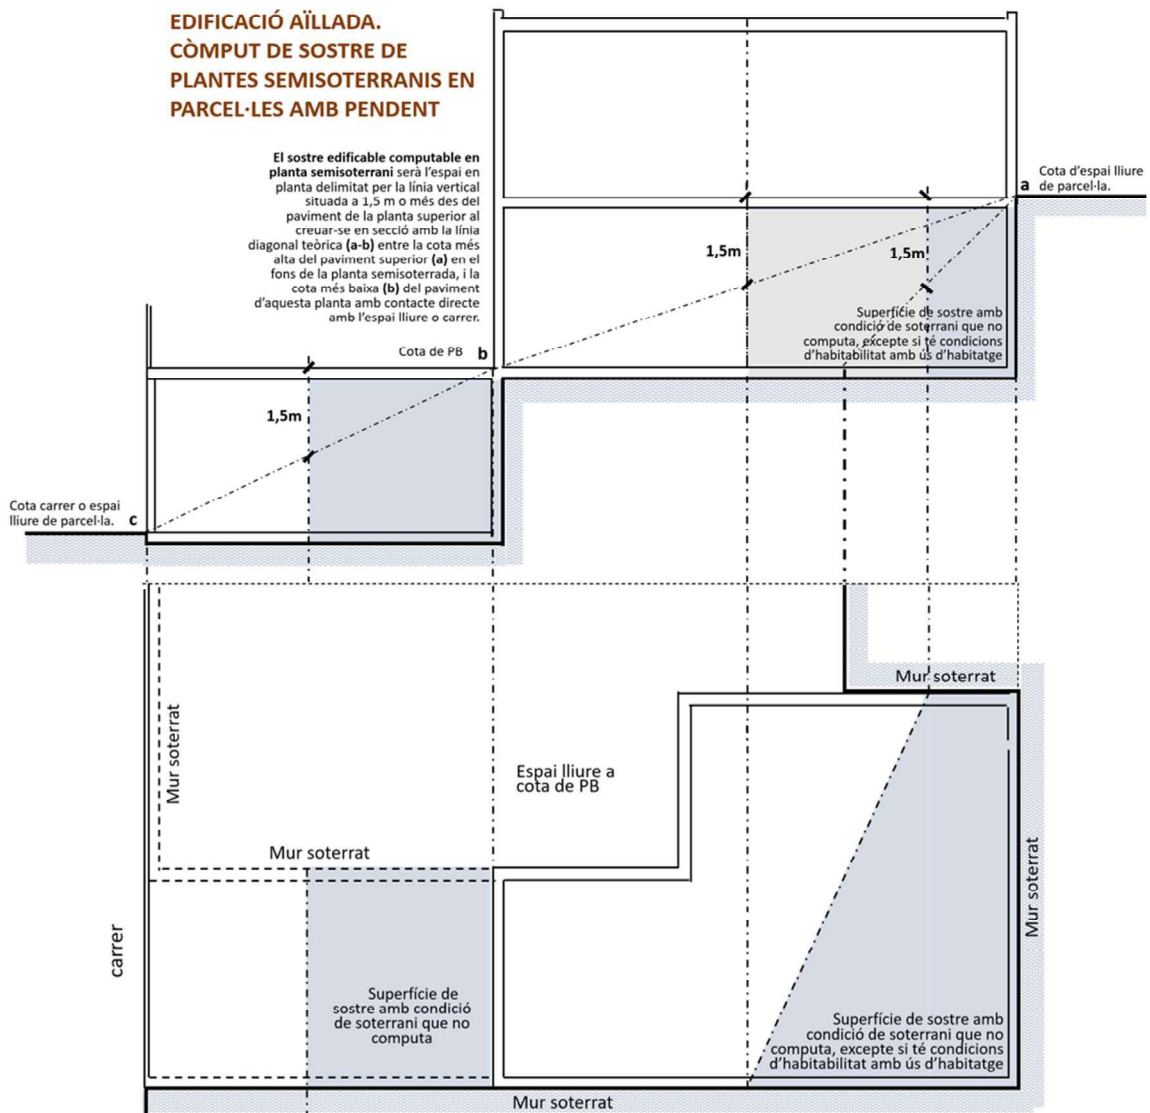 EDIFICACIÓ AÏLLADA.
CÒMPUT DE SOSTRE DE
PLANTES SEMISOTERRANIS EN
PARCEL·LES AMB PENDENT
El sostre edificable computable en
planta semisoterrani serà l'espai en
planta delimitat per la línia vertical
situada a 1,5 m o més des del
paviment de la planta superior al
creuar-se en secció amb la línia
diagonal teòrica (a-b) entre la cota més
alta del paviment superior (a) en el
fons de la planta semisoterrada, i la
cota més baixa (b) del paviment
d'aquesta planta amb contacte directe
amb l'espai lliure o carrer.
a Cota d'espai lliure
de parcel·la.
1,5m
1,5m
Superfície de sostre amb
condició de soterrani que no
computa, excepte si té condicions
d'habitabilitat amb ús d'habitatge
Cota de PB b
1,5m
Cota carrer o espai
lliure de parcel·la. c
Mur soterrat
Mur soterrat
Espai lliure a
cota de PB
Mur soterrat
Mur soterrat
carrer
Superfície de
sostre amb condició
de soterrani que no
computa
Superfície de sostre amb
condició de soterrani que no
computa, excepte si té condicions
d'habitabilitat amb ús d'habitatge
Mur soterrat